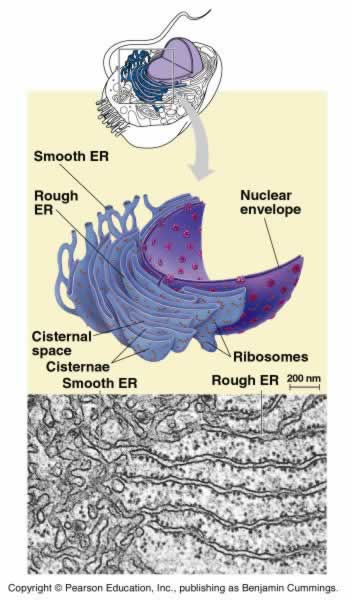 Smooth ER
Rough
ER
Nuclear
envelope
Cisternal
space
Cisternae
Ribosomes
Smooth ER
Rough ER
200 nm
Copyright © Pearson Education, Inc., publishing as Benjamin Cummings.